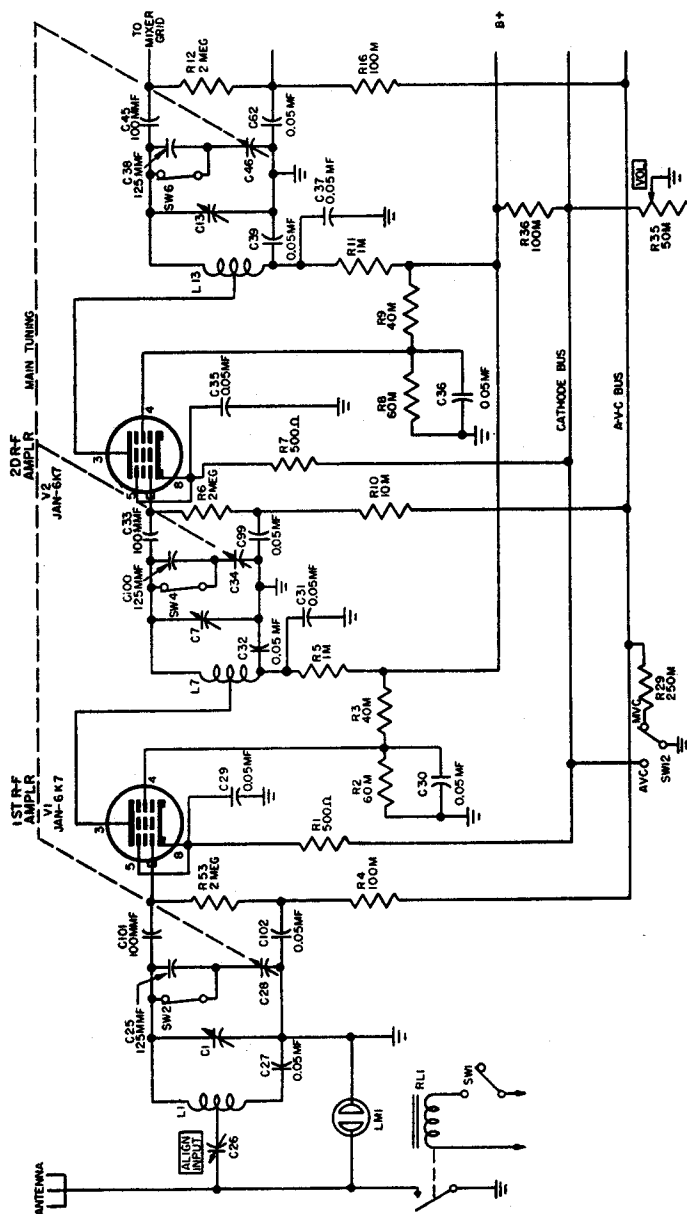 ANTENNA
ALIGN
INPUT
C26
L1
C27
0.05MF
C1
C25
125MMF
SW2
C28
C101
100MMF
C102
0.05MF
R53
2 MEG
R4
100M
LM1
RL1
SW1
1ST R-F
AMPLR
V1
JAN-6K7
5
8
3
4
C29
0.05MF
R1
500Ω
R2
60M
C30
0.05MF
R3
40M
L7
C32
0.05 MF
R5
1M
C31
0.05MF
C7
C100
125MMF
SW4
C34
C33
100MMF
C99
0.05MF
R6
2MEG
R10
10M
2D R-F
AMPLR
V2
JAN-6K7
5
8
3
4
C35
0.05MF
R7
500Ω
R8
60M
C36
0.05MF
R9
40M
MAIN TUNING
L13
C39
0.05MF
R11
1M
C37
0.05MF
C13
C38
125MMF
SW6
C46
C45
100MMF
C62
0.05MF
R12
2 MEG
R16
100M
TO
MIXER
GRID
B+
CATHODE BUS
A-V-C BUS
R36
100M
VOL
R35
50M
AVC
MVC
SW12
R29
250M